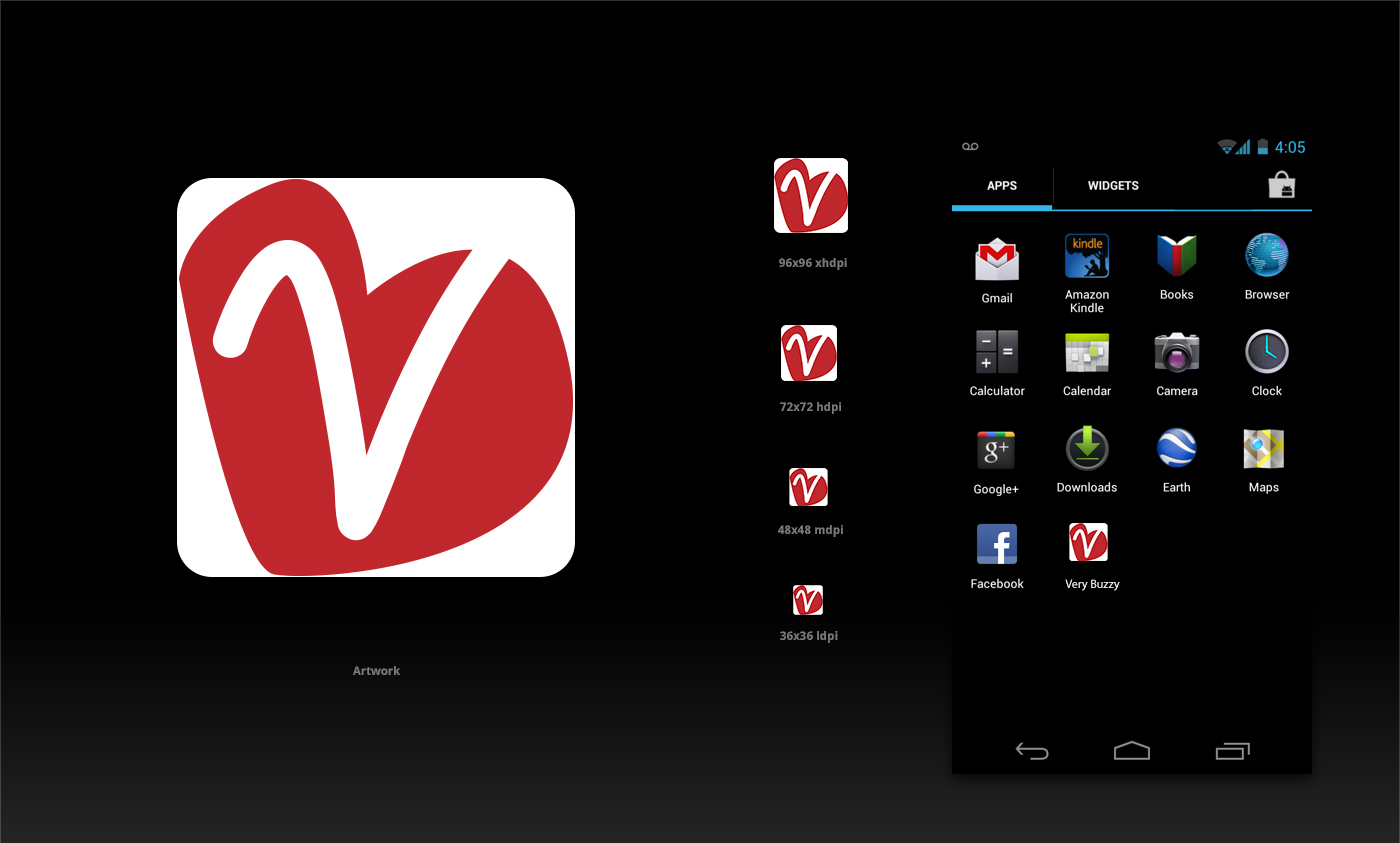 V
Artwork
96x96 xhdpi
72x72 hdpi
48x48 mdpi
36x36 ldpi
4:05
APPS WIDGETS
Gmail
kindle
Amazon
Kindle
Books
Browser
Calculator
Calendar
Camera
Clock
g+
Google+
Downloads
Earth
Maps
f
Facebook
V
Very Buzzy